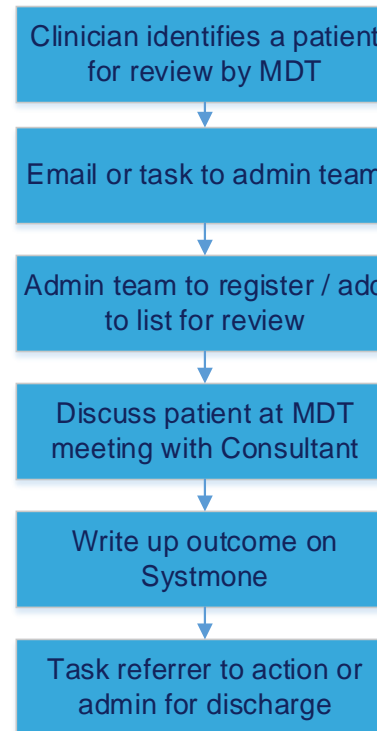 Clinician identifies a patient
for review by MDT
Email or task to admin team
Admin team to register / add
to list for review
Discuss patient at MDT
meeting with Consultant
Write up outcome on
Systmone
Task referrer to action or
admin for discharge